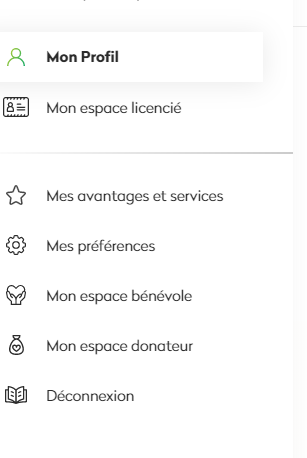 Mon Profil
Mon espace licencié
Mes avantages et services
Mes préférences
Mon espace bénévole
Mon espace donateur
Déconnexion